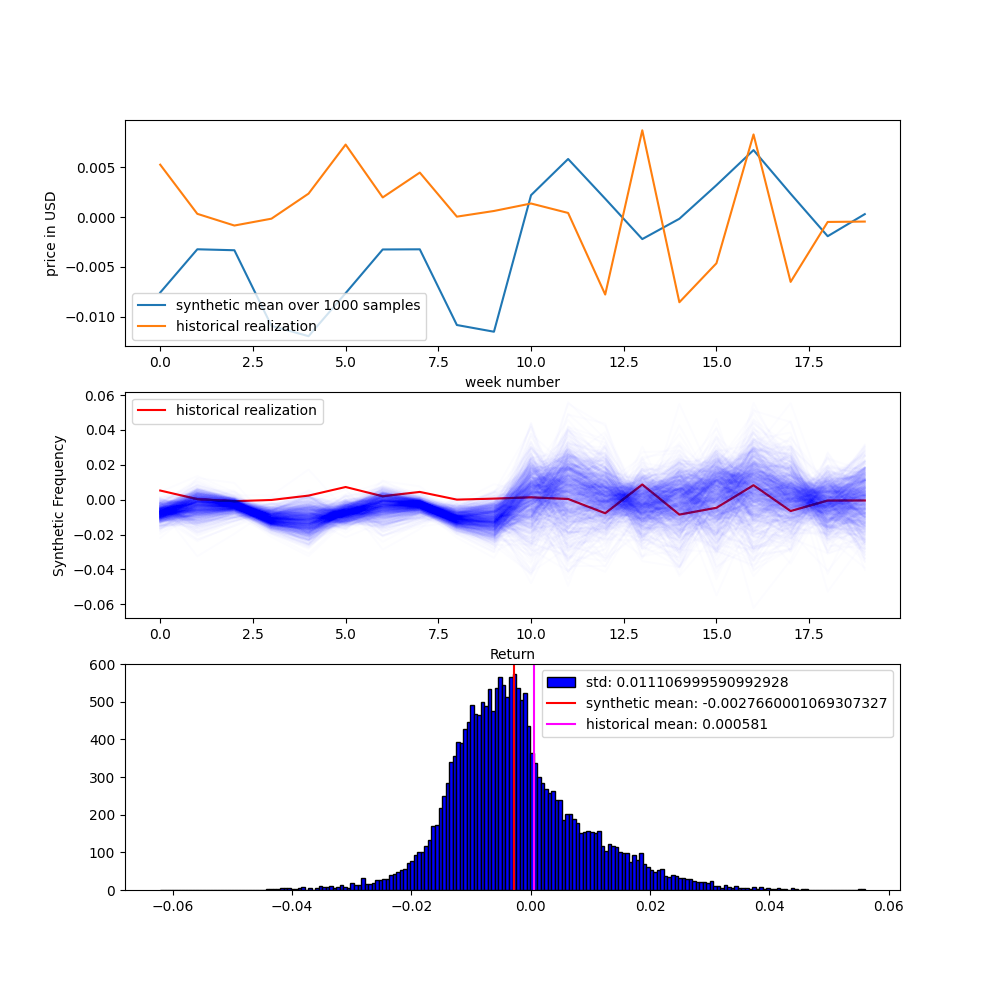 0.005
0.000
−0.005
−0.010
price in USD
synthetic mean over 1000 samples
historical realization
0.0 2.5 5.0 7.5 10.0 12.5 15.0 17.5
week number
0.06
0.04
0.02
0.00
−0.02
−0.04
−0.06
Synthetic Frequency
historical realization
0.0 2.5 5.0 7.5 10.0 12.5 15.0 17.5
Return
600
500
400
300
200
100
0
std: 0.011106999590992928
synthetic mean: -0.0027660001069307327
historical mean: 0.000581
−0.06 −0.04 −0.02 0.00 0.02 0.04 0.06